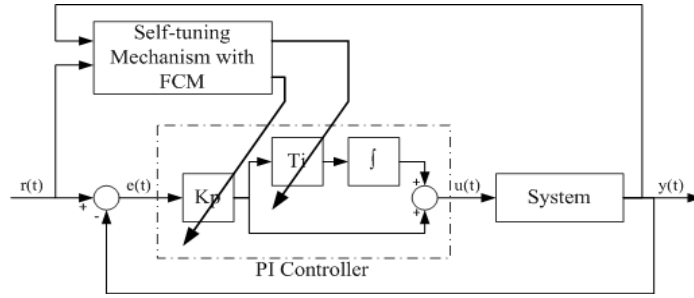 Self-tuning
Mechanism with
FCM
r(t)
+
-
e(t)
Kp
Ti
∫
+
+
u(t)
System
y(t)
PI Controller